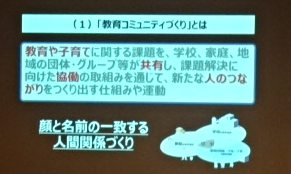 （１）「教育コミュニティづくり」とは
教育や子育てに関する課題を、学校、家庭、地
域の団体・グループ等が共有し、課題解決に
向けた協働の取組みを通じて、新たな人のつな
がりをつくり出す仕組みや運動
顔と名前の一致する
人間関係づくり